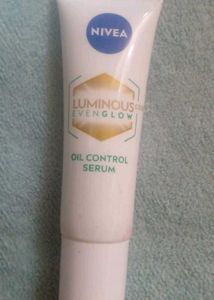 NIVEA
LUMINOUS
EVENGLOW
OIL CONTROL
SERUM